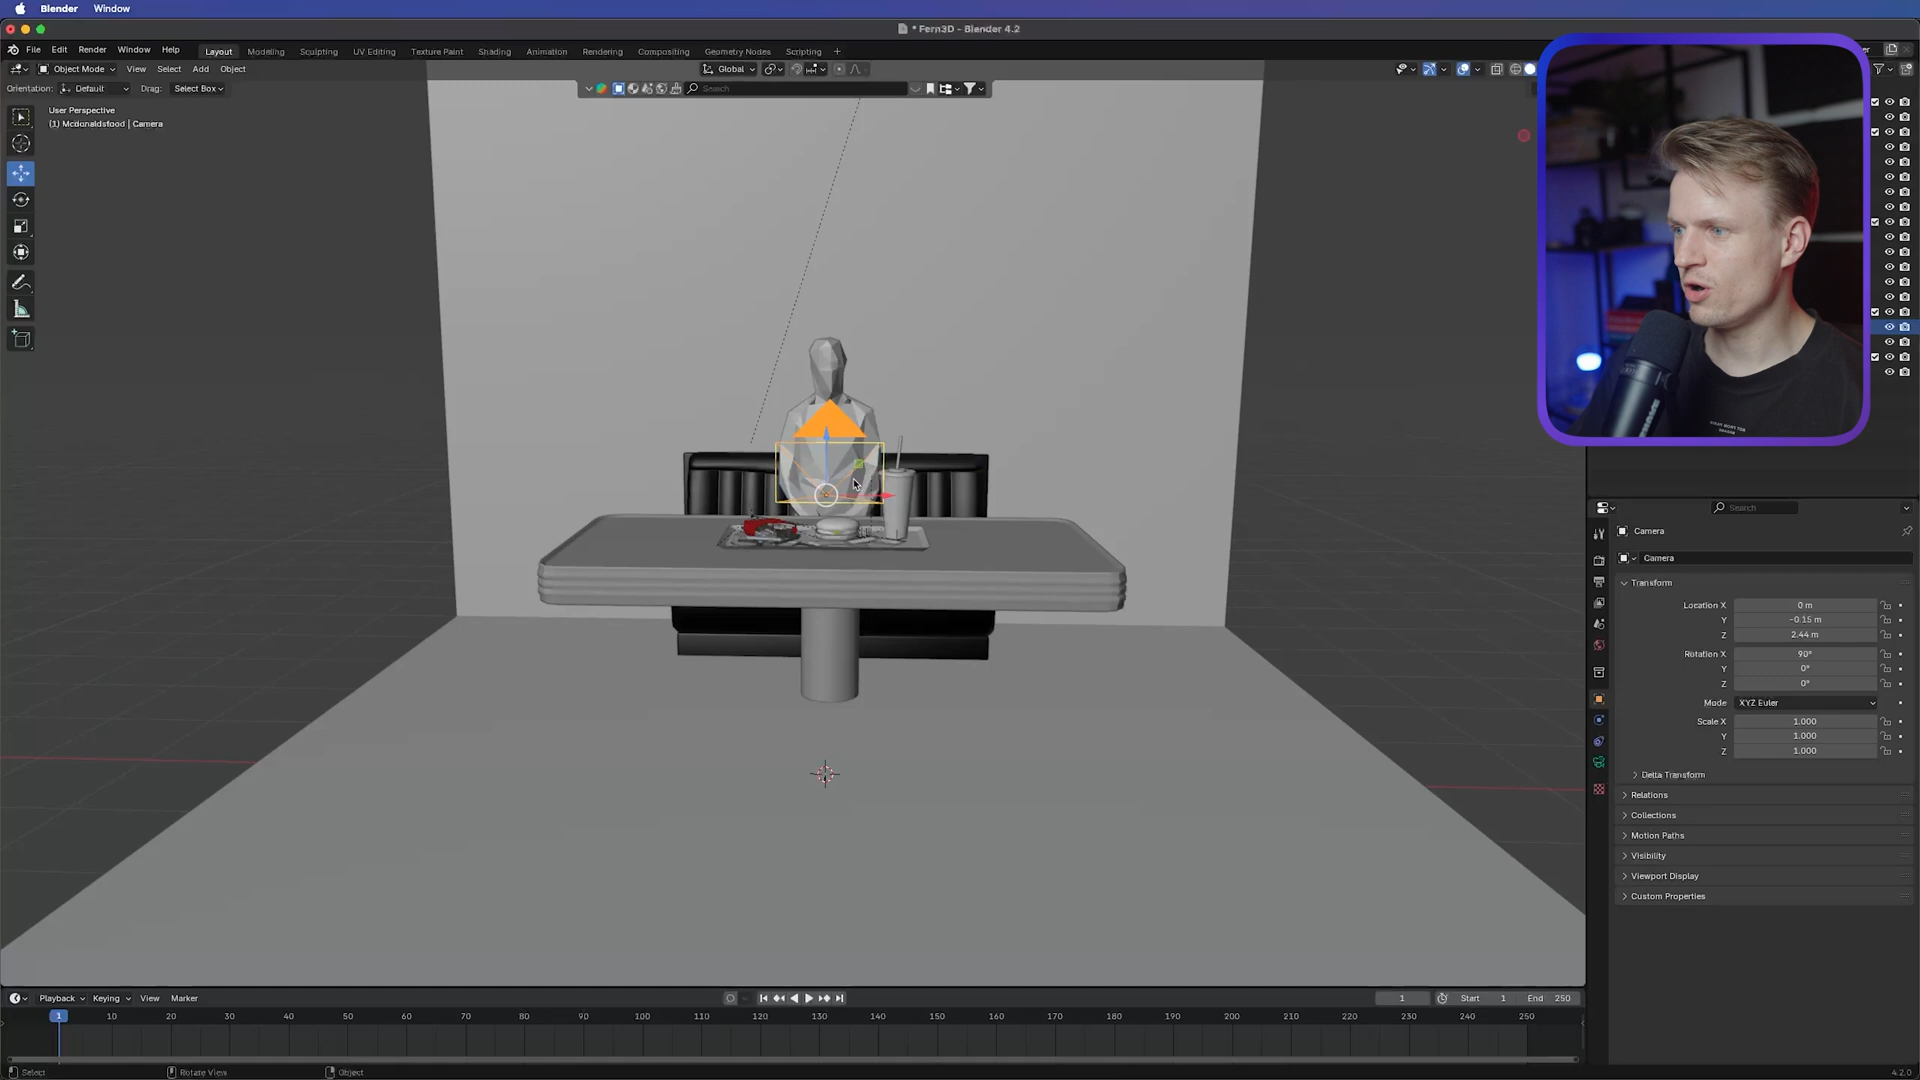 Blender Window
* Fern3D - Blender 4.2
File Edit Render Window Help Layout Modeling Sculpting UV Editing Texture Paint Shading Animation Rendering Compositing Geometry Nodes Scripting +
Object Mode View Select Add Object Global
Orientation: Default Drag: Select Box Search
User Perspective
(1) Mcdonaldsfood | Camera
Search
Camera
Camera
Transform
Location X 0 m
Y -0.15 m
Z 2.44 m
Rotation X 90°
Y 0°
Z 0°
Mode XYZ Euler
Scale X 1.000
Y 1.000
Z 1.000
Delta Transform
Relations
Collections
Motion Paths
Visibility
Viewport Display
Custom Properties
Playback Keying View Marker 1 Start 1 End 250
1 10 20 30 40 50 60 70 80 90 100 110 120 130 140 150 160 170 180 190 200 210 220 230 240 250
Select Rotate View Object 4.2.0